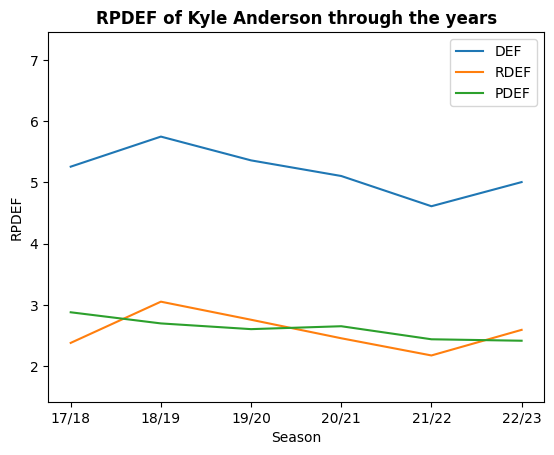 RPDEF of Kyle Anderson through the years
DEF
RDEF
PDEF
7
6
5
4
3
2
RPDEF
17/18 18/19 19/20 20/21 21/22 22/23
Season